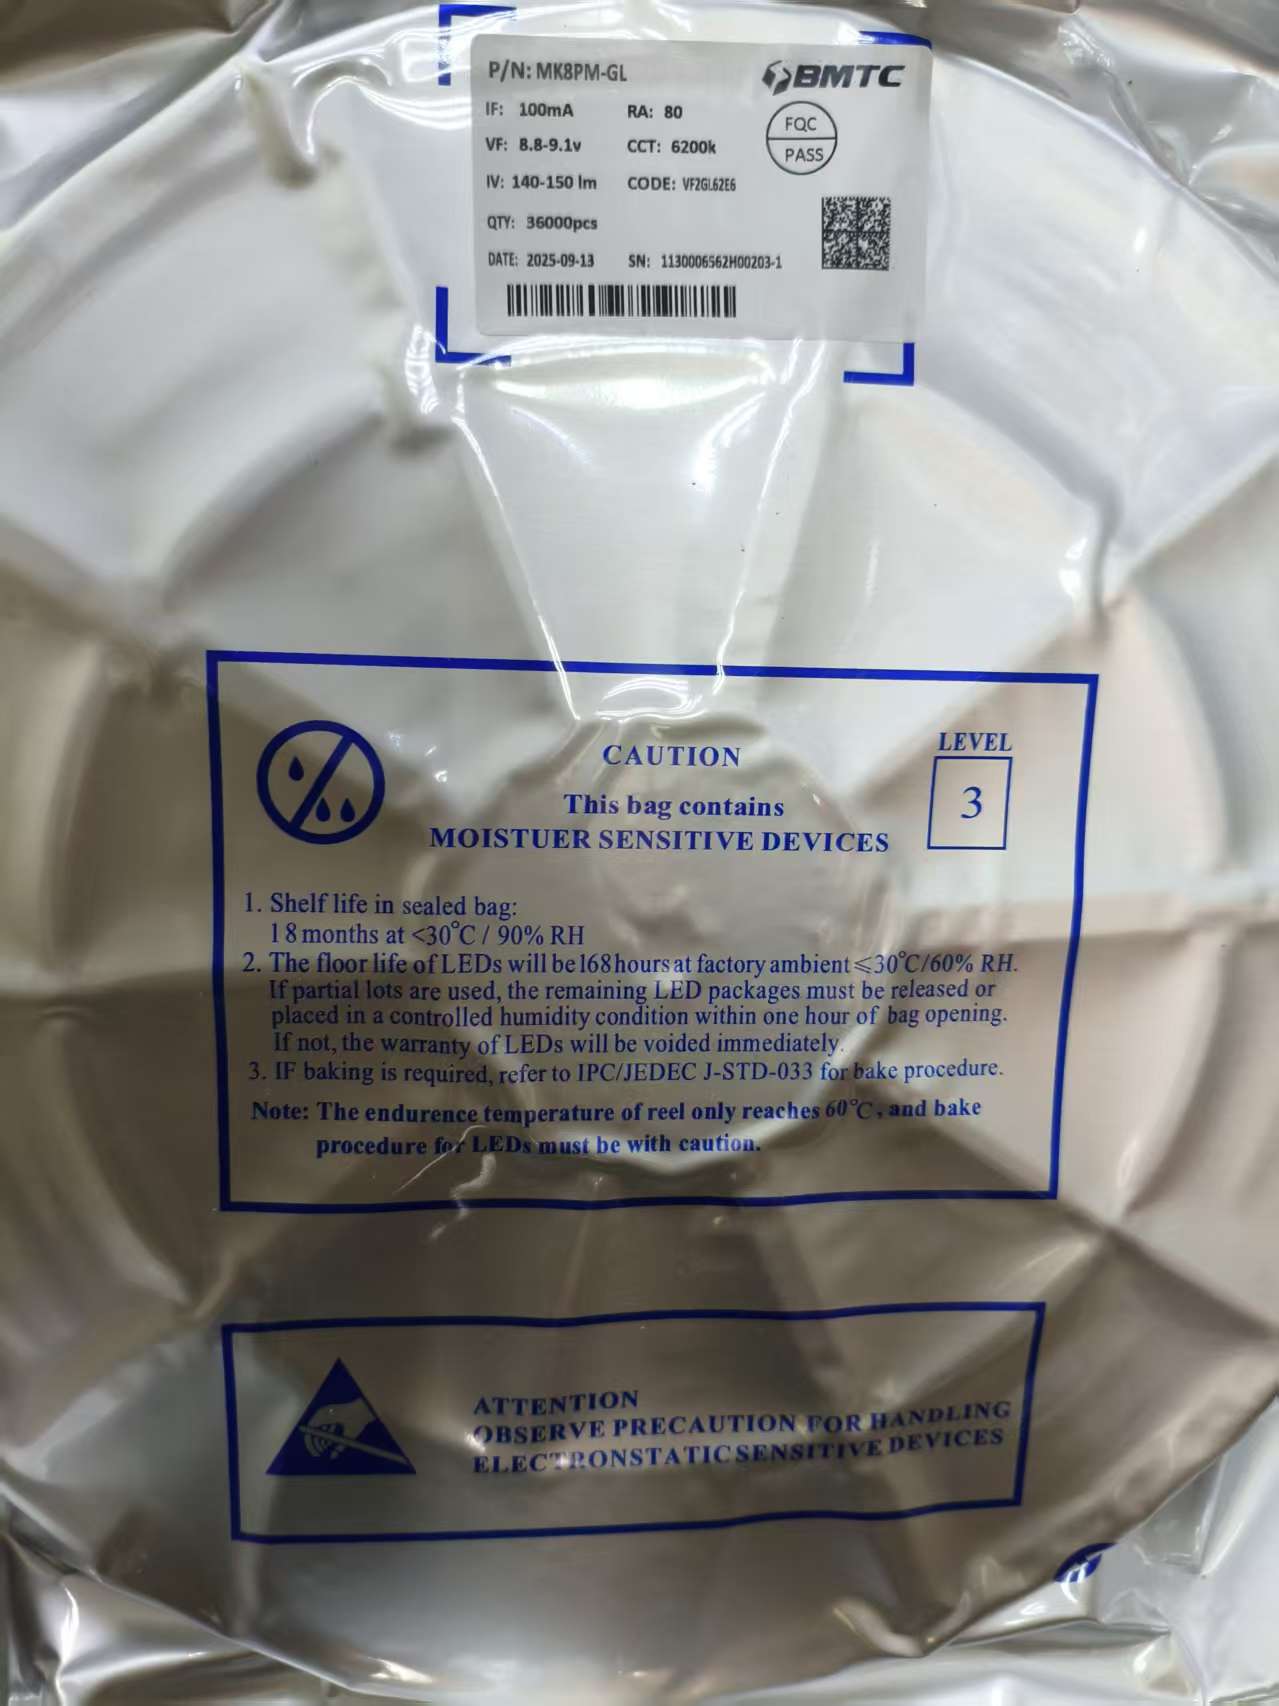 P/N: MK8PM-GL
BMTC
IF: 100mA RA: 80
VF: 8.8-9.1v CCT: 6200k
FQC
PASS
IV: 140-150 lm CODE: VF2GL62E6
QTY: 36000pcs
DATE: 2025-09-13 SN: 1130006562H00203-1
CAUTION
LEVEL
3
This bag contains
MOISTUER SENSITIVE DEVICES
1. Shelf life in sealed bag:
18 months at <30°C / 90% RH
2. The floor life of LEDs will be 168 hours at factory ambient ≤30°C/60% RH.
If partial lots are used, the remaining LED packages must be released or
placed in a controlled humidity condition within one hour of bag opening.
If not, the warranty of LEDs will be voided immediately.
3. IF baking is required, refer to IPC/JEDEC J-STD-033 for bake procedure.
Note: The endurence temperature of reel only reaches 60°C, and bake
procedure for LEDs must be with caution.
ATTENTION
OBSERVE PRECAUTION FOR HANDLING
ELECTRONSTATIC SENSITIVE DEVICES